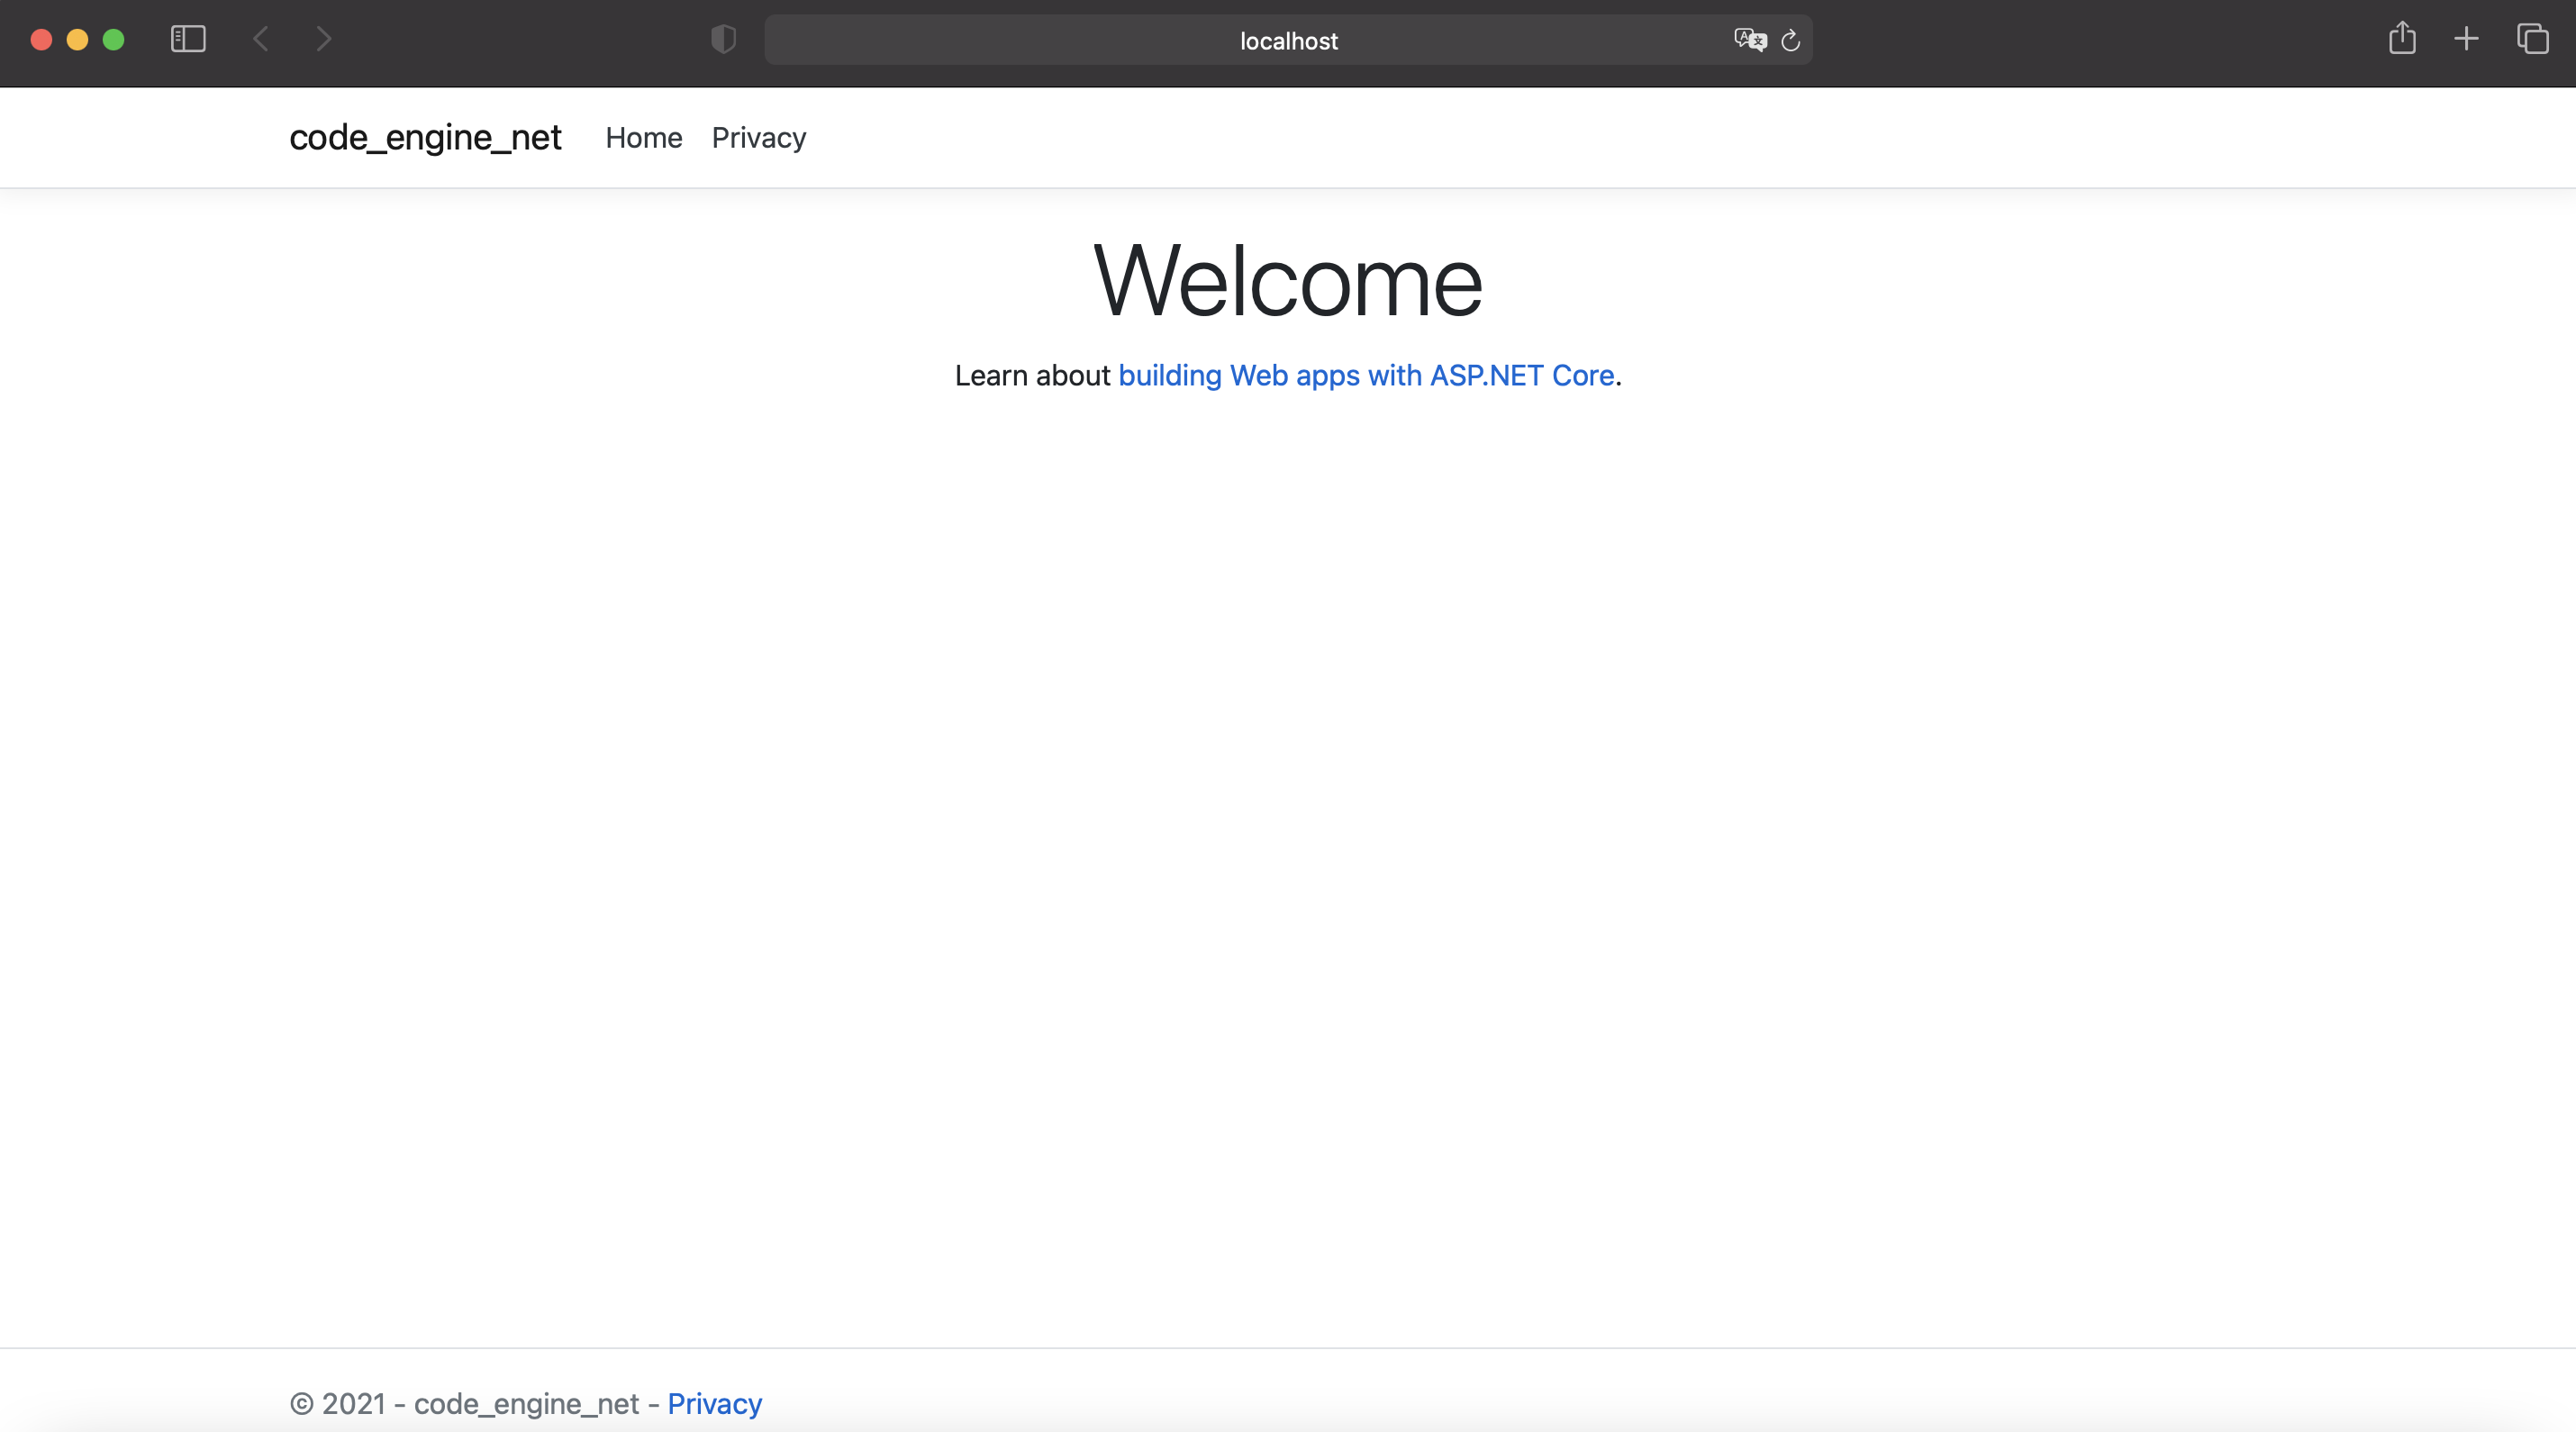 localhost
code_engine_net Home Privacy
Welcome
Learn about building Web apps with ASP.NET Core.
© 2021 - code_engine_net - Privacy